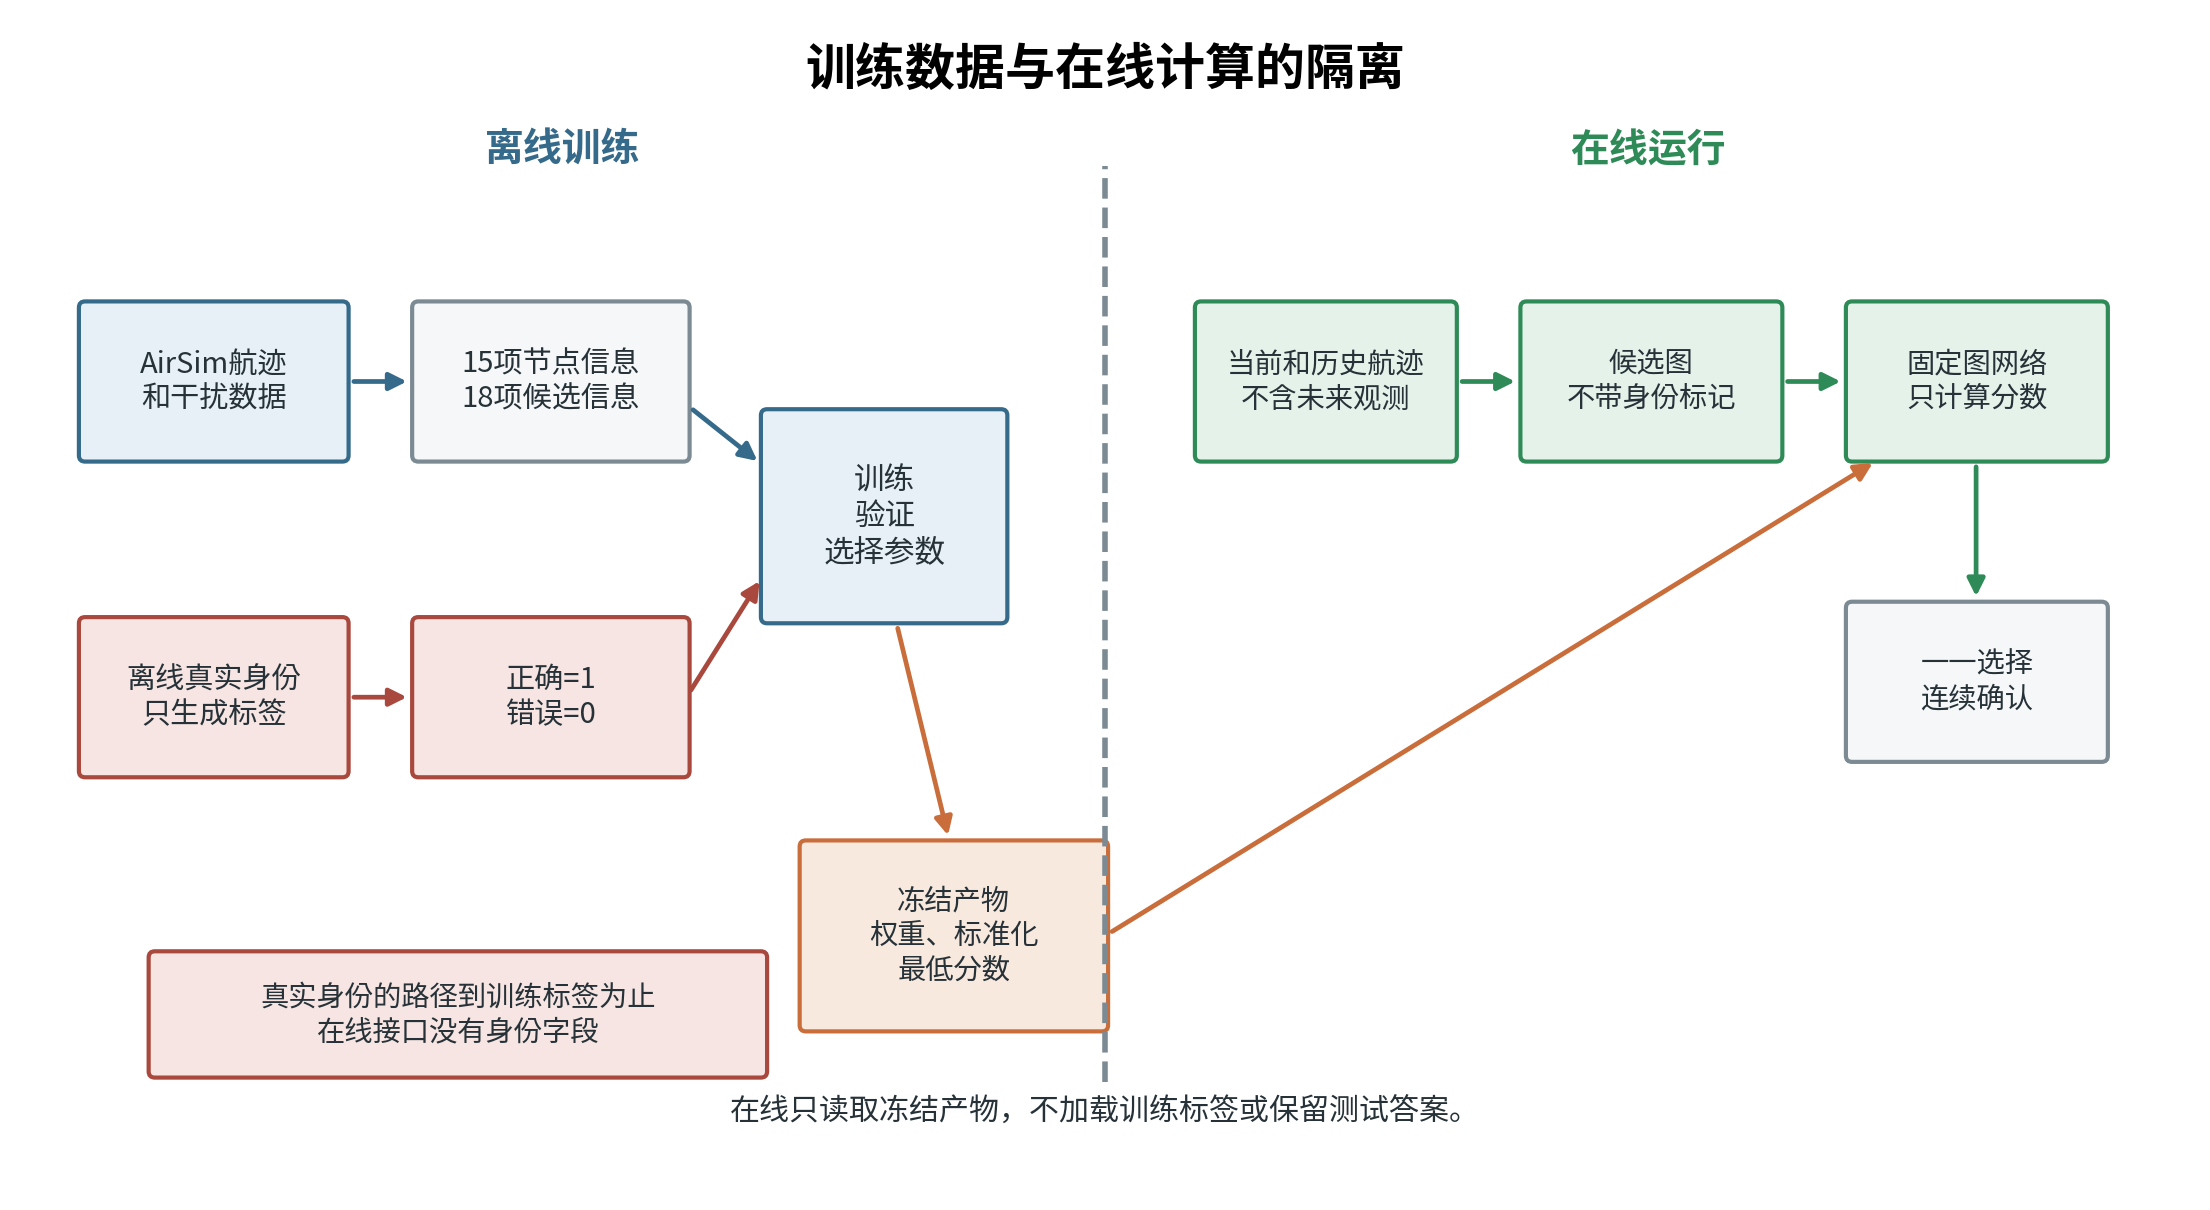 训练数据与在线计算的隔离
离线训练
在线运行
AirSim航迹
和干扰数据
15项节点信息
18项候选信息
训练
验证
选择参数
离线真实身份
只生成标签
正确=1
错误=0
冻结产物
权重、标准化
最低分数
真实身份的路径到训练标签为止
在线接口没有身份字段
当前和历史航迹
不含未来观测
候选图
不带身份标记
固定图网络
只计算分数
一一选择
连续确认
在线只读取冻结产物，不加载训练标签或保留测试答案。